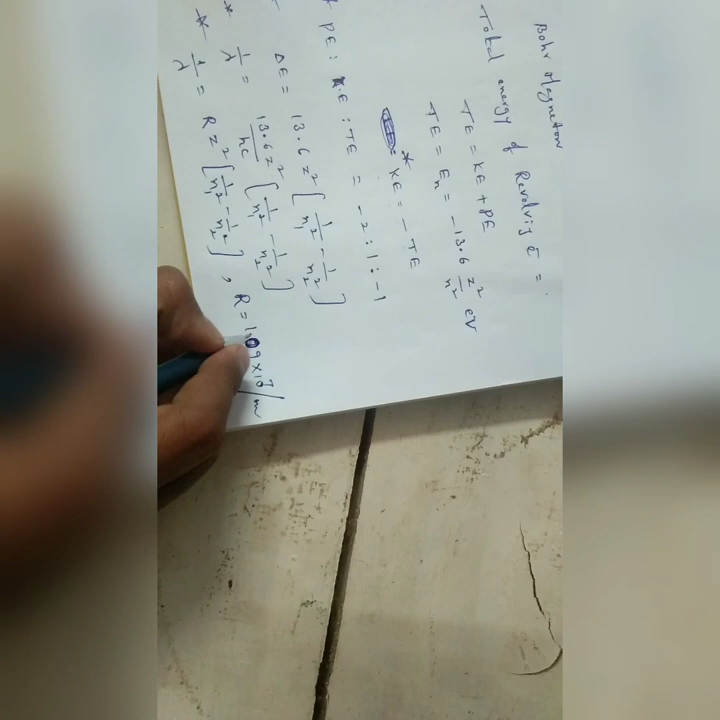 Bohr Magneton
Total energy of Revolvig ē =
TE = KE + PE
TE = En = -13.6 z²/n² eV
* KE = - TE
* PE : K.E : TE = -2 : 1 : -1
ΔE = 13.6 z² [1/n₁² - 1/n₂²]
* 1/λ = 13.6 z²/hc [1/n₁² - 1/n₂²]
* 1/λ = R z² [1/n₁² - 1/n₂²] , R = 1.09×10⁷/m